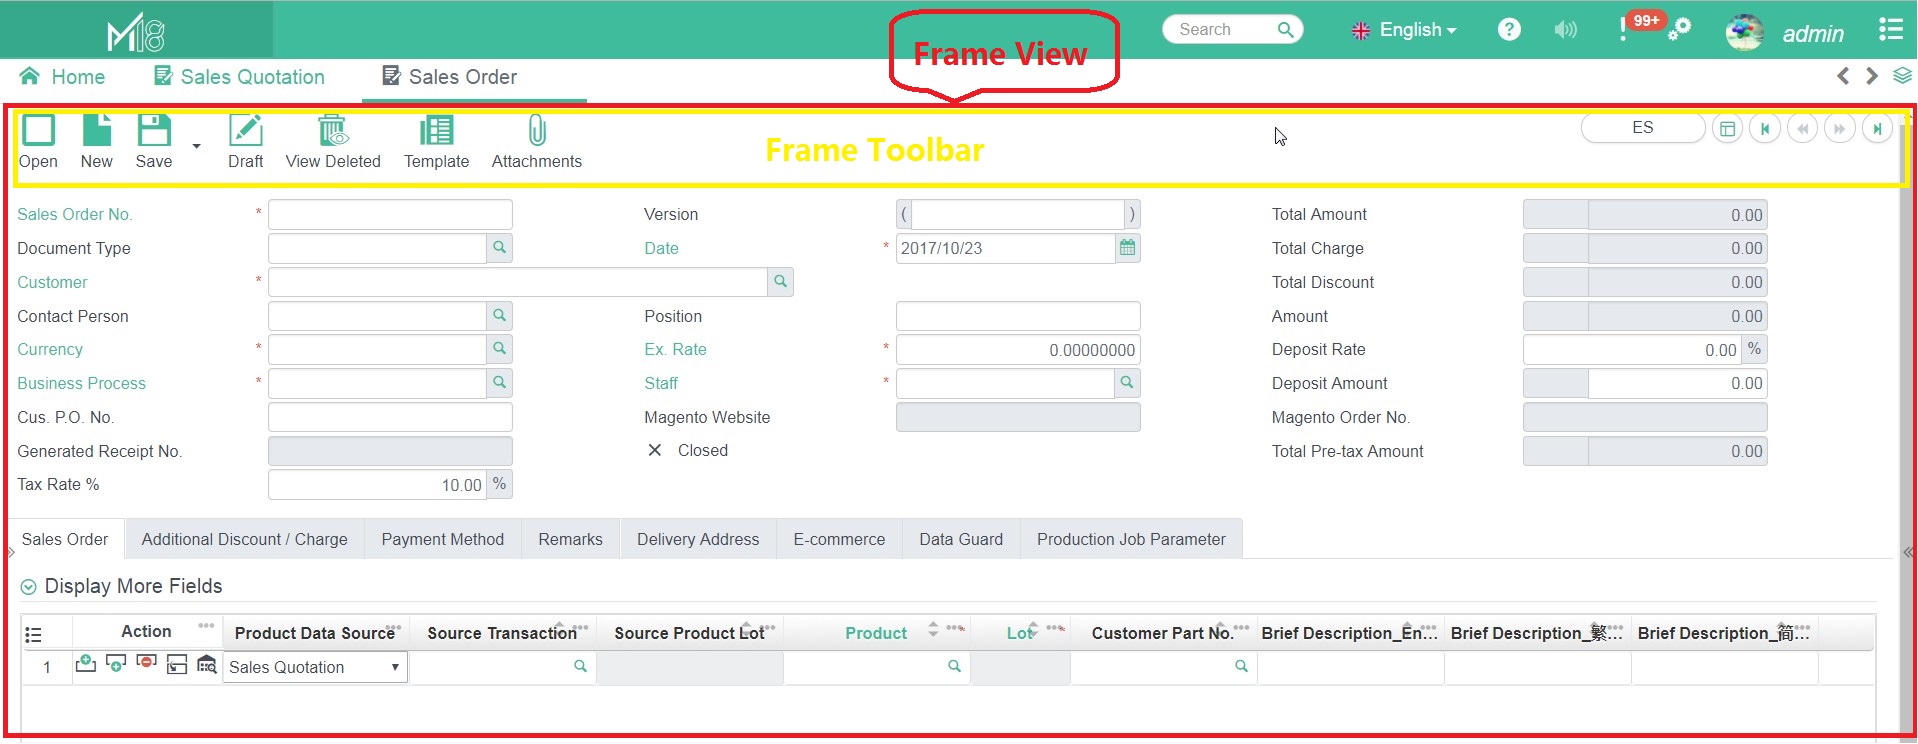 M18
Search
English
?
! 99+
admin
Frame View
Home
Sales Quotation
Sales Order
Open
New
Save
Draft
View Deleted
Template
Attachments
Frame Toolbar
ES
Sales Order No. *
Version ( )
Total Amount 0.00
Document Type
Date * 2017/10/23
Total Charge 0.00
Customer *
Total Discount 0.00
Contact Person
Position
Amount 0.00
Currency *
Ex. Rate * 0.00000000
Deposit Rate 0.00 %
Business Process *
Staff *
Deposit Amount 0.00
Cus. P.O. No.
Magento Website
Magento Order No.
Generated Receipt No.
Closed
Total Pre-tax Amount 0.00
Tax Rate % 10.00 %
Sales Order
Additional Discount / Charge
Payment Method
Remarks
Delivery Address
E-commerce
Data Guard
Production Job Parameter
Display More Fields
Action
Product Data Source
Source Transaction
Source Product Lot
Product
Lot
Customer Part No.
Brief Description_En...
Brief Description_繁...
Brief Description_简...
1
Sales Quotation